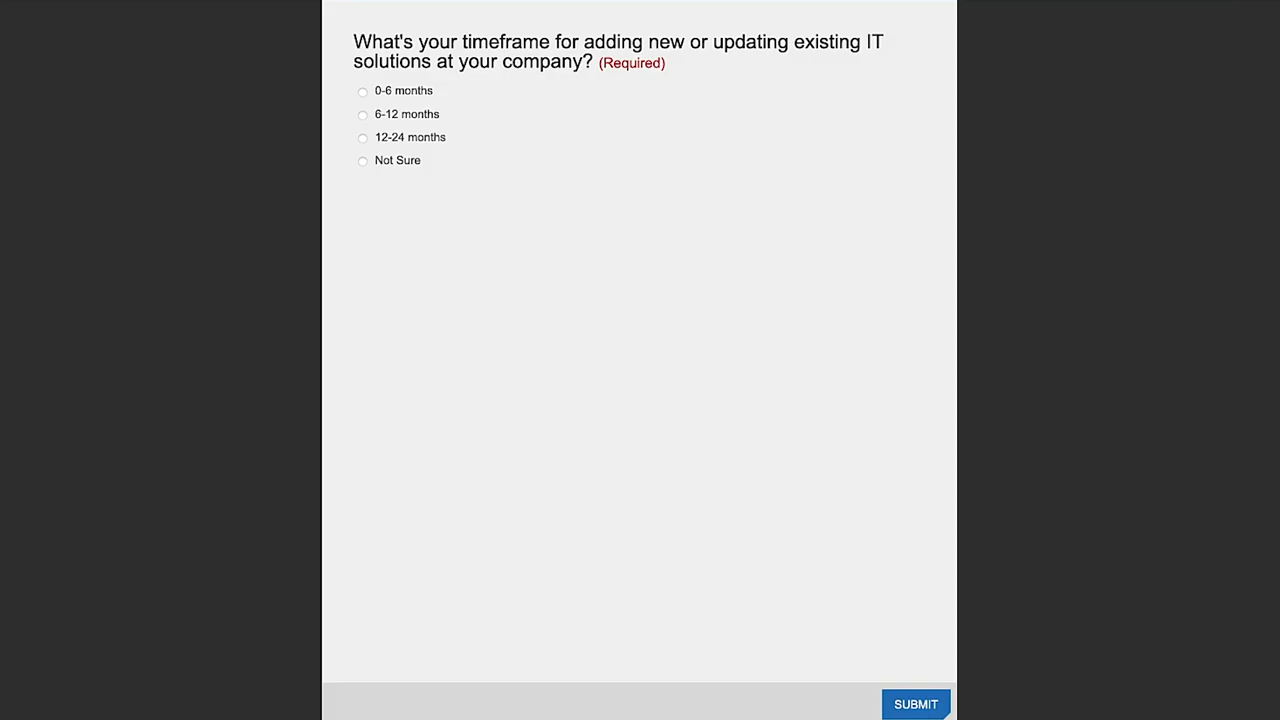 What's your timeframe for adding new or updating existing IT
solutions at your company? (Required)
0-6 months
6-12 months
12-24 months
Not Sure
SUBMIT